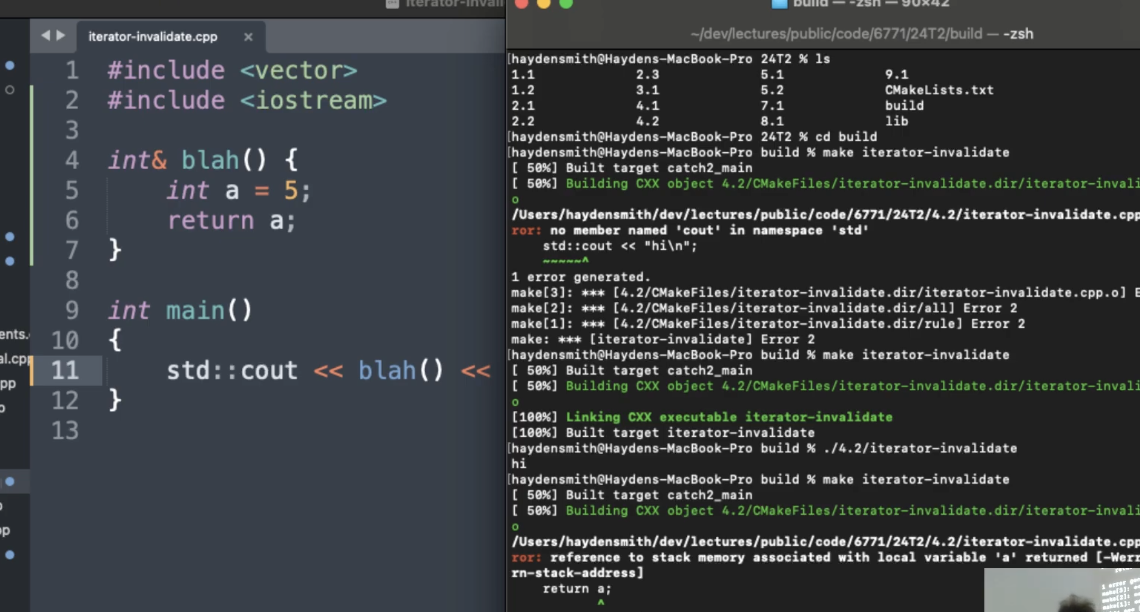 iterator-invali
iterator-invalidate.cpp ×
1 #include <vector>
2 #include <iostream>
3
4 int& blah() {
5 int a = 5;
6 return a;
7 }
8
9 int main()
10 {
11 std::cout << blah() <<
12 }
13
ents.
al.cpp
pp
pp
build — -zsh — 90×42
~/dev/lectures/public/code/6771/24T2/build — -zsh
[haydensmith@Haydens-MacBook-Pro 24T2 % ls
1.1 2.3 5.1 9.1
1.2 3.1 5.2 CMakeLists.txt
2.1 4.1 7.1 build
2.2 4.2 8.1 lib
[haydensmith@Haydens-MacBook-Pro 24T2 % cd build
[haydensmith@Haydens-MacBook-Pro build % make iterator-invalidate
[ 50%] Built target catch2_main
[ 50%] Building CXX object 4.2/CMakeFiles/iterator-invalidate.dir/iterator-invali
o
/Users/haydensmith/dev/lectures/public/code/6771/24T2/4.2/iterator-invalidate.cpp
ror: no member named 'cout' in namespace 'std'
std::cout << "hi\n";
~~~~~^
1 error generated.
make[3]: *** [4.2/CMakeFiles/iterator-invalidate.dir/iterator-invalidate.cpp.o] E
make[2]: *** [4.2/CMakeFiles/iterator-invalidate.dir/all] Error 2
make[1]: *** [4.2/CMakeFiles/iterator-invalidate.dir/rule] Error 2
make: *** [iterator-invalidate] Error 2
[haydensmith@Haydens-MacBook-Pro build % make iterator-invalidate
[ 50%] Built target catch2_main
[ 50%] Building CXX object 4.2/CMakeFiles/iterator-invalidate.dir/iterator-invali
o
[100%] Linking CXX executable iterator-invalidate
[100%] Built target iterator-invalidate
[haydensmith@Haydens-MacBook-Pro build % ./4.2/iterator-invalidate
hi
[haydensmith@Haydens-MacBook-Pro build % make iterator-invalidate
[ 50%] Built target catch2_main
[ 50%] Building CXX object 4.2/CMakeFiles/iterator-invalidate.dir/iterator-invali
o
/Users/haydensmith/dev/lectures/public/code/6771/24T2/4.2/iterator-invalidate.cpp
ror: reference to stack memory associated with local variable 'a' returned [-Werr
rn-stack-address]
return a;
^